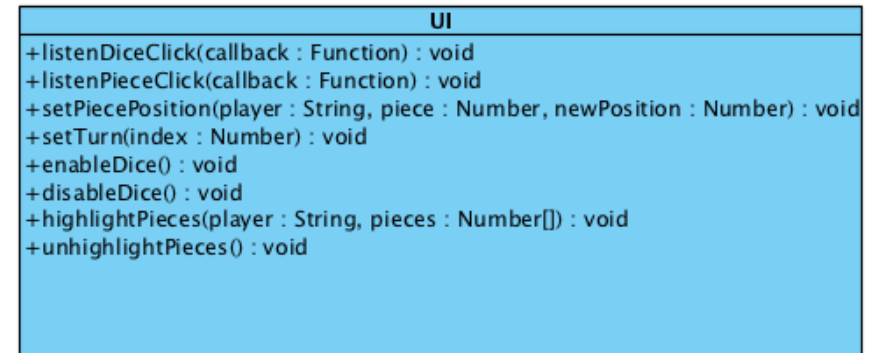 UI
+listenDiceClick(callback : Function) : void
+listenPieceClick(callback : Function) : void
+setPiecePosition(player : String, piece : Number, newPosition : Number) : void
+setTurn(index : Number) : void
+enableDice() : void
+disableDice() : void
+highlightPieces(player : String, pieces : Number[]) : void
+unhighlightPieces() : void